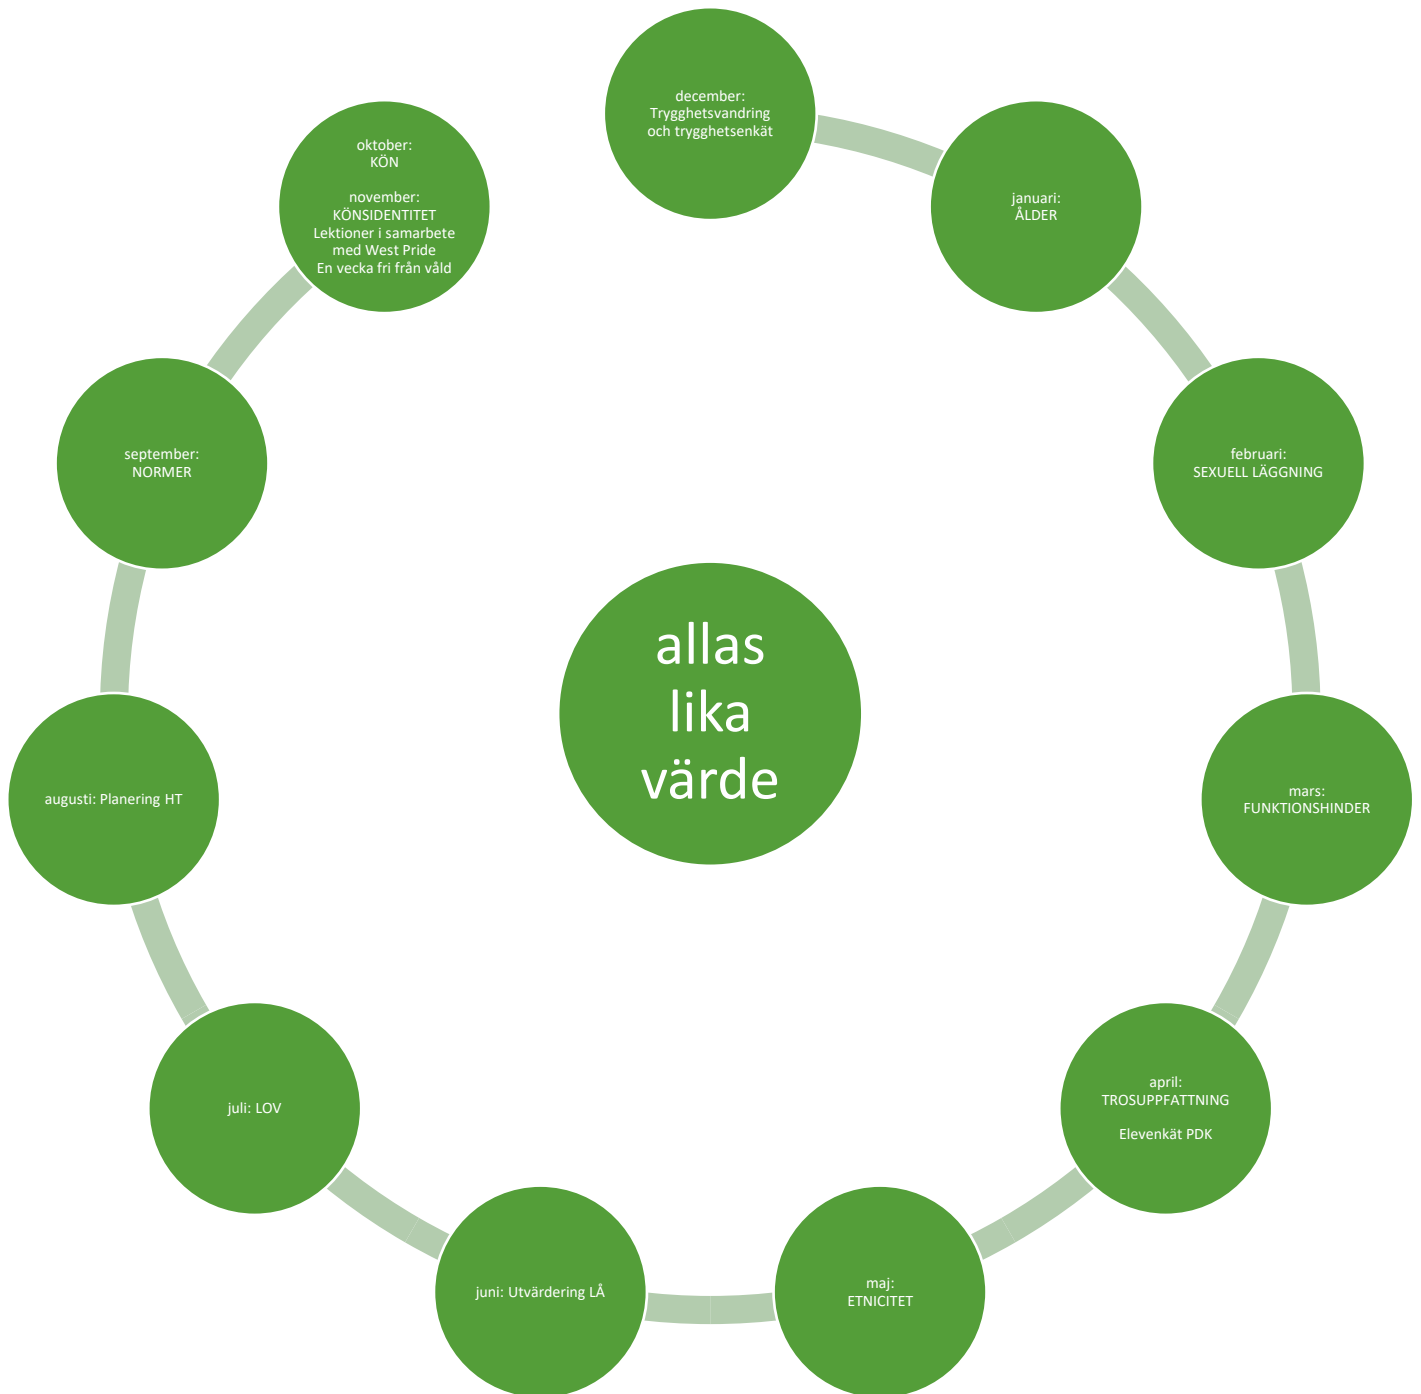 december:
Trygghetsvandring
och trygghetsenkät
januari:
ÅLDER
februari:
SEXUELL LÄGGNING
mars:
FUNKTIONSHINDER
april:
TROSUPPFATTNING
Elevenkät PDK
maj:
ETNICITET
juni: Utvärdering LÅ
juli: LOV
augusti: Planering HT
september:
NORMER
oktober:
KÖN
november:
KÖNSIDENTITET
Lektioner i samarbete
med West Pride
En vecka fri från våld
allas
lika
värde